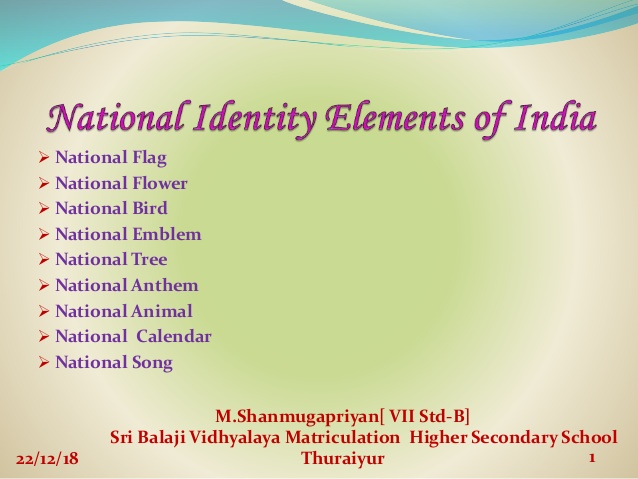 National Identity Elements of India
➢ National Flag
➢ National Flower
➢ National Bird
➢ National Emblem
➢ National Tree
➢ National Anthem
➢ National Animal
➢ National  Calendar
➢ National Song
M.Shanmugapriyan[ VII Std-B]
Sri Balaji Vidhyalaya Matriculation  Higher Secondary School
22/12/18 Thuraiyur 1